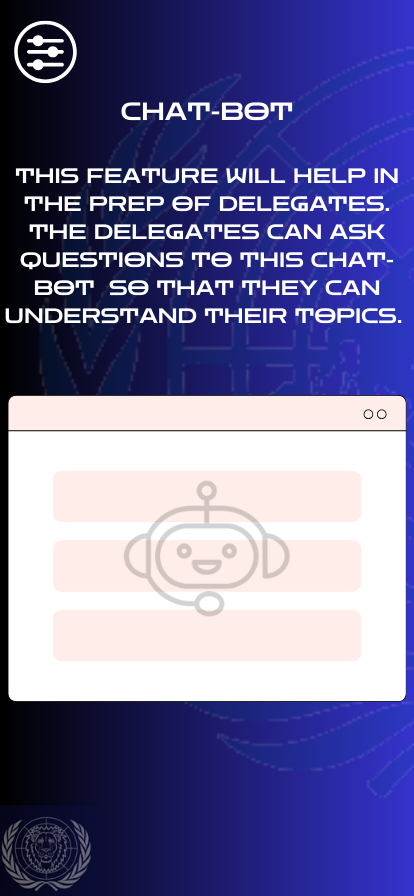 CHAT-BOT
THIS FEATURE WILL HELP IN
THE PREP OF DELEGATES.
THE DELEGATES CAN ASK
QUESTIONS TO THIS CHAT-
BOT SO THAT THEY CAN
UNDERSTAND THEIR TOPICS.